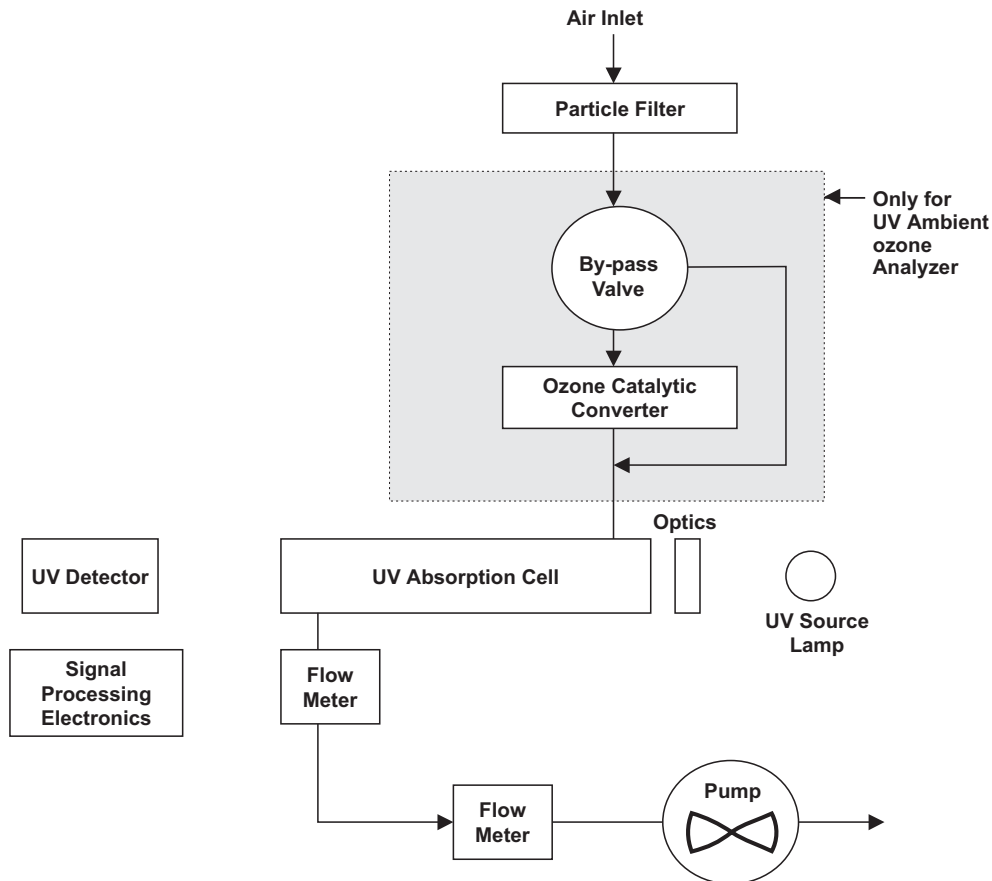 Air Inlet
Particle Filter
Only for
UV Ambient
ozone
Analyzer
By-pass
Valve
Ozone Catalytic
Converter
Optics
UV Detector
UV Absorption Cell
UV Source
Lamp
Signal
Processing
Electronics
Flow
Meter
Flow
Meter
Pump